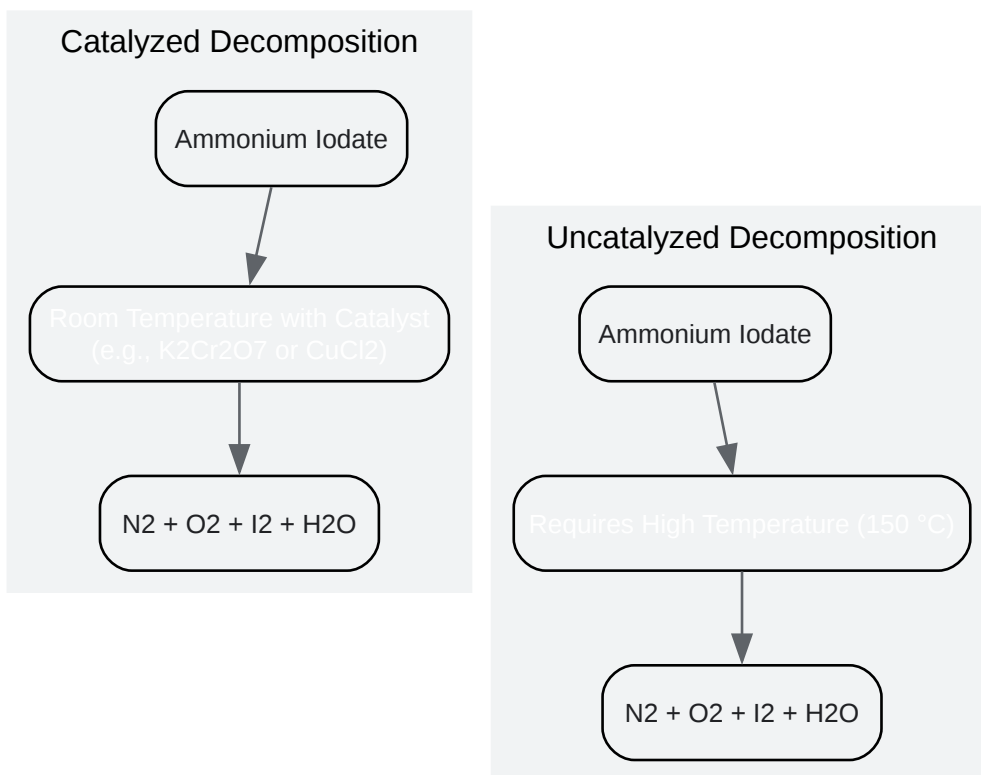 Catalyzed Decomposition
Ammonium Iodate
Room Temperature with Catalyst
(e.g., K2Cr2O7 or CuCl2)
N2 + O2 + I2 + H2O
Uncatalyzed Decomposition
Ammonium Iodate
Requires High Temperature (150 °C)
N2 + O2 + I2 + H2O